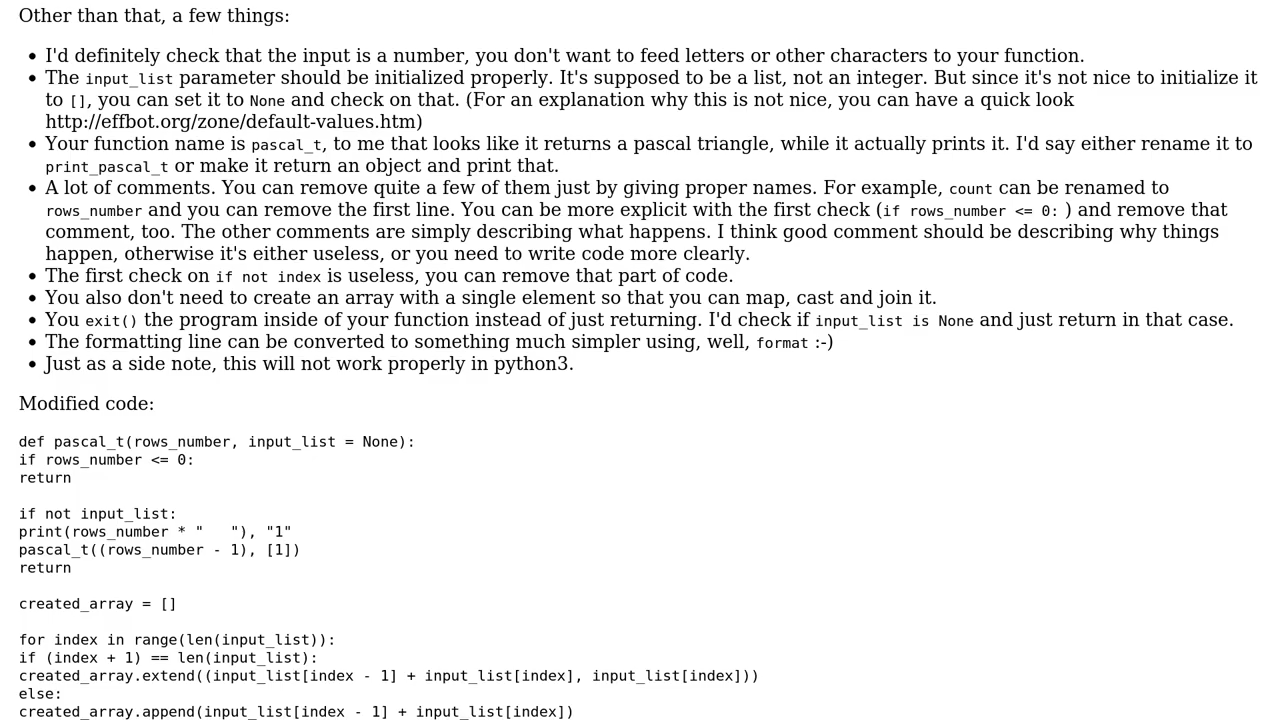 Other than that, a few things:
• I'd definitely check that the input is a number, you don't want to feed letters or other characters to your function.
• The input_list parameter should be initialized properly. It's supposed to be a list, not an integer. But since it's not nice to initialize it
to [], you can set it to None and check on that. (For an explanation why this is not nice, you can have a quick look
http://effbot.org/zone/default-values.htm)
• Your function name is pascal_t, to me that looks like it returns a pascal triangle, while it actually prints it. I'd say either rename it to
print_pascal_t or make it return an object and print that.
• A lot of comments. You can remove quite a few of them just by giving proper names. For example, count can be renamed to
rows_number and you can remove the first line. You can be more explicit with the first check (if rows_number <= 0: ) and remove that
comment, too. The other comments are simply describing what happens. I think good comment should be describing why things
happen, otherwise it's either useless, or you need to write code more clearly.
• The first check on if not index is useless, you can remove that part of code.
• You also don't need to create an array with a single element so that you can map, cast and join it.
• You exit() the program inside of your function instead of just returning. I'd check if input_list is None and just return in that case.
• The formatting line can be converted to something much simpler using, well, format :-)
• Just as a side note, this will not work properly in python3.
Modified code:
def pascal_t(rows_number, input_list = None):
if rows_number <= 0:
return
if not input_list:
print(rows_number * "   "), "1"
pascal_t((rows_number - 1), [1])
return
created_array = []
for index in range(len(input_list)):
if (index + 1) == len(input_list):
created_array.extend((input_list[index - 1] + input_list[index], input_list[index]))
else:
created_array.append(input_list[index - 1] + input_list[index])